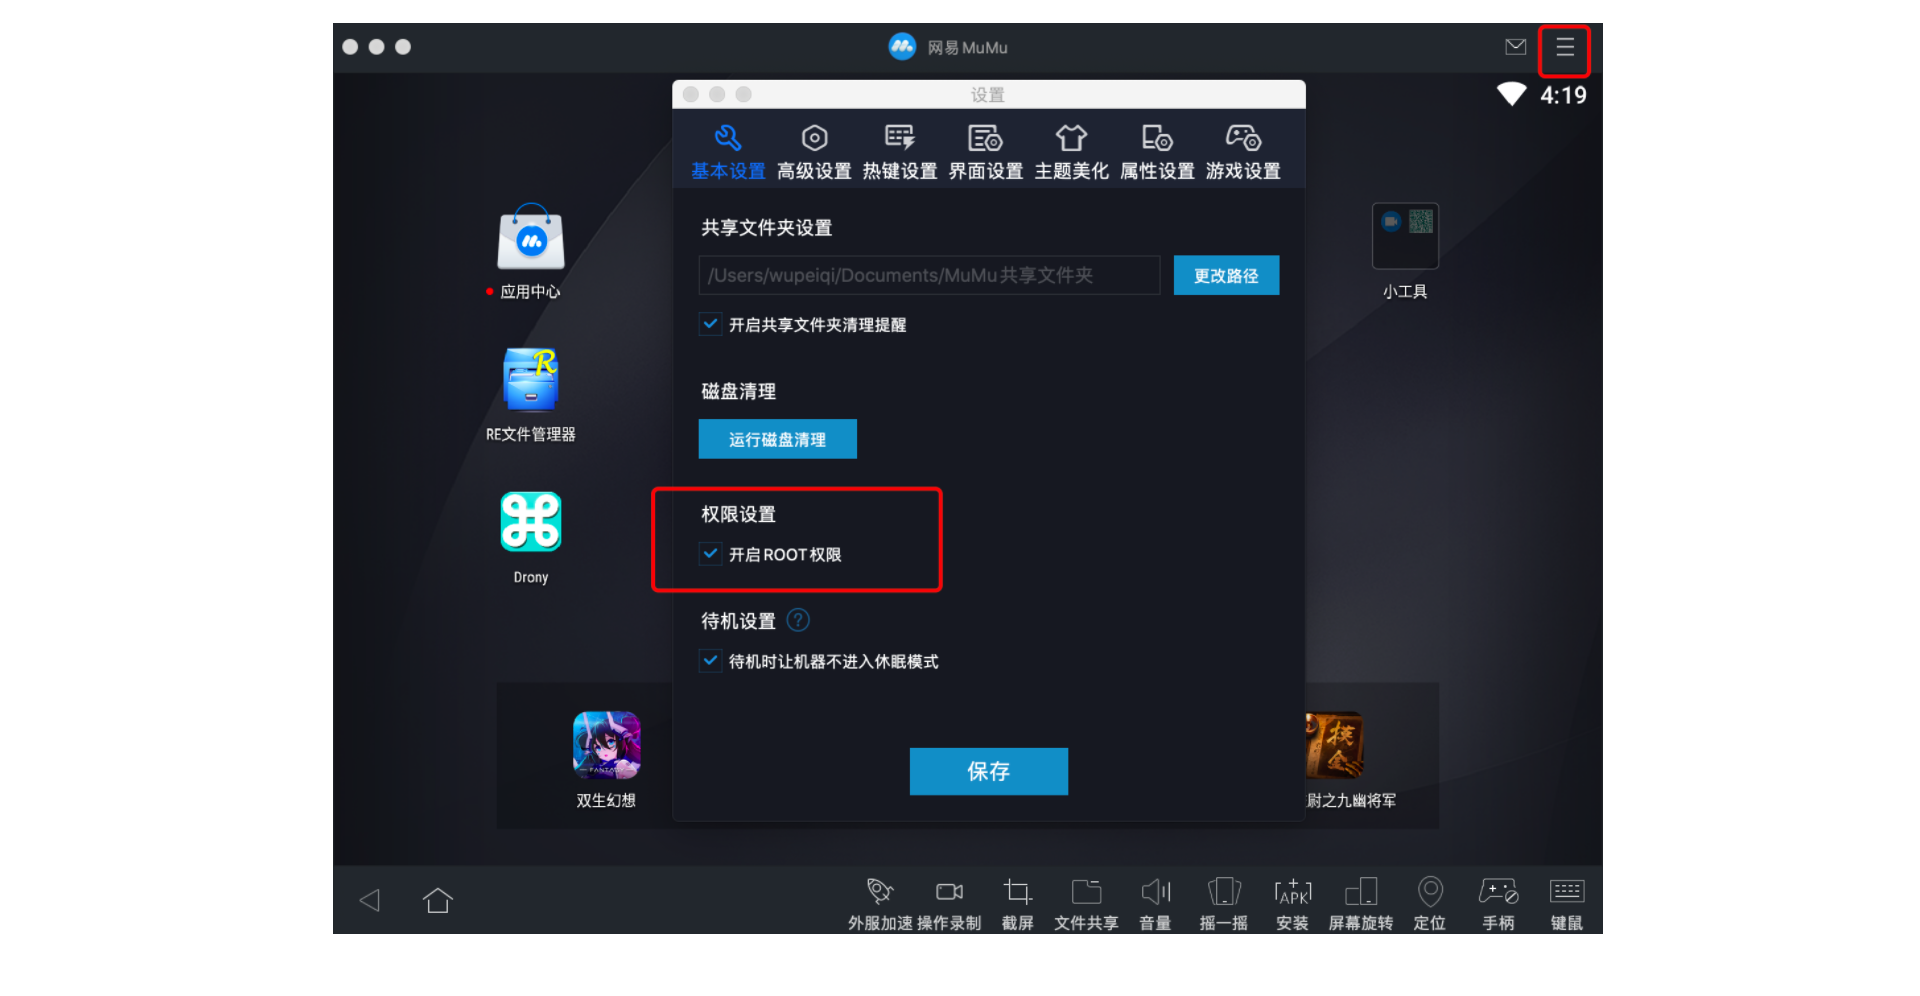 网易MuMu
4:19
设置
基本设置 高级设置 热键设置 界面设置 主题美化 属性设置 游戏设置
共享文件夹设置
/Users/wupeiqi/Documents/MuMu共享文件夹 更改路径
开启共享文件夹清理提醒
磁盘清理
运行磁盘清理
权限设置
开启ROOT权限
待机设置 ?
待机时让机器不进入休眠模式
保存
应用中心
R
RE文件管理器
Drony
小工具
FANTASY
双生幻想
摸金
尉之九幽将军
APK
外服加速 操作录制 截屏 文件共享 音量 摇一摇 安装 屏幕旋转 定位 手柄 键鼠